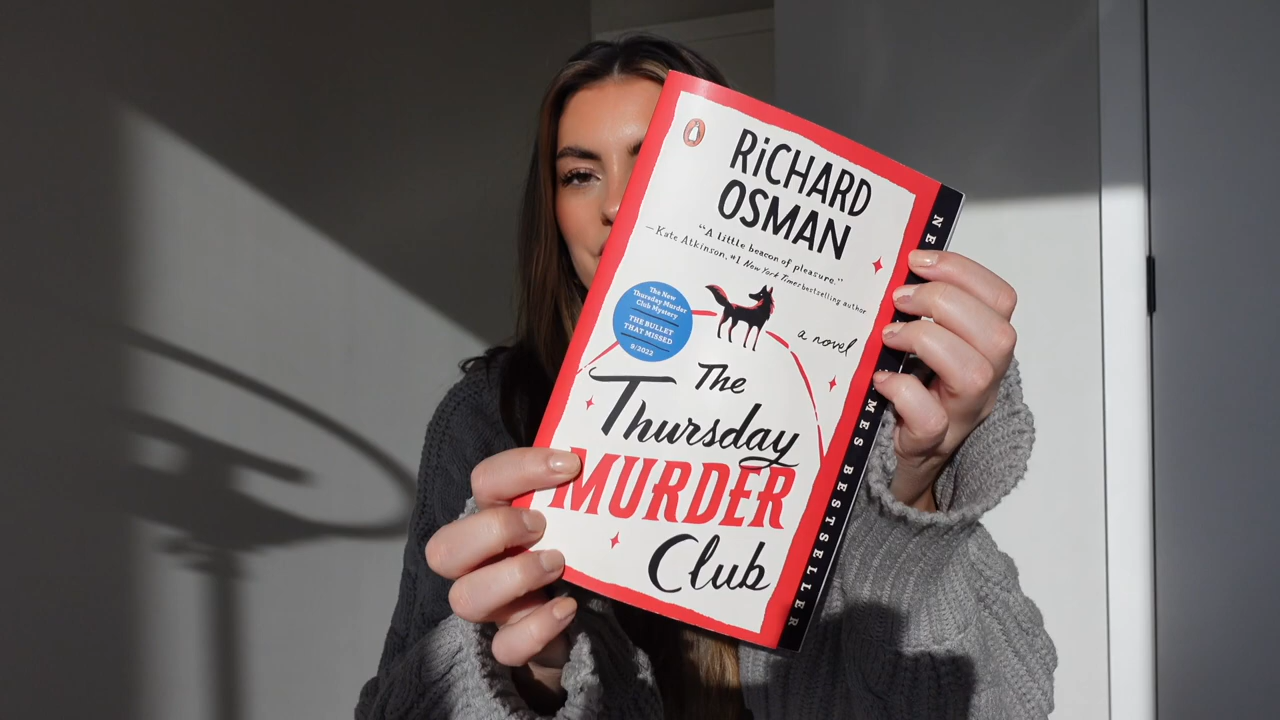 RiCHARD
OSMAN
"A little beacon of pleasure."
—Kate Atkinson, #1 New York Times bestselling author
The New
Thursday Murder
Club Mystery
THE BULLET
THAT MISSED
9/2022
a novel
The
Thursday
MURDER
Club
NE
MES BESTSELLER